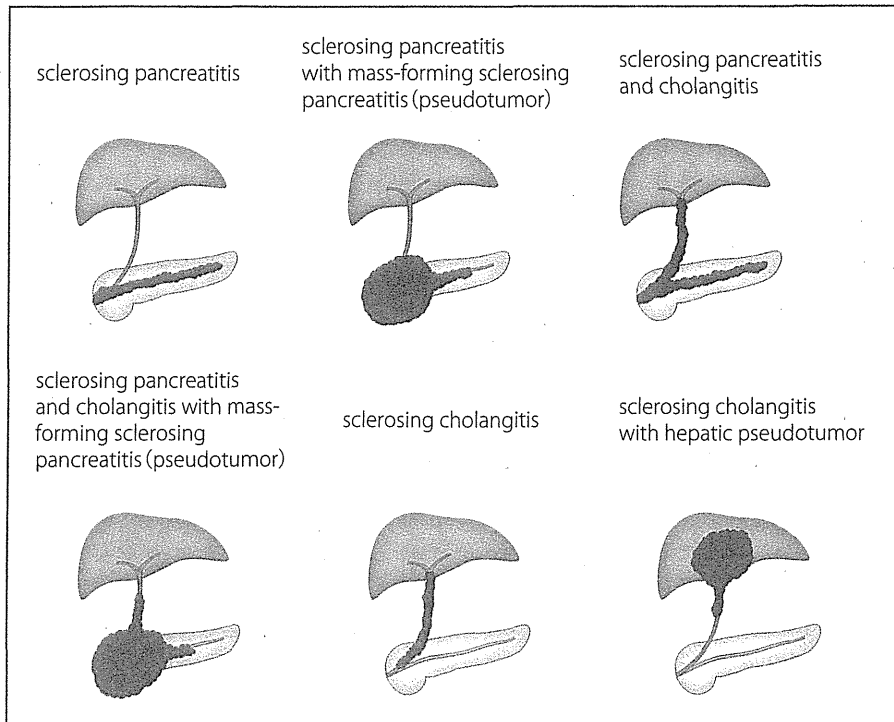 sclerosing pancreatitis
sclerosing pancreatitis
with mass-forming sclerosing
pancreatitis (pseudotumor)
sclerosing pancreatitis
and cholangitis
sclerosing pancreatitis
and cholangitis with mass-
forming sclerosing
pancreatitis (pseudotumor)
sclerosing cholangitis
sclerosing cholangitis
with hepatic pseudotumor